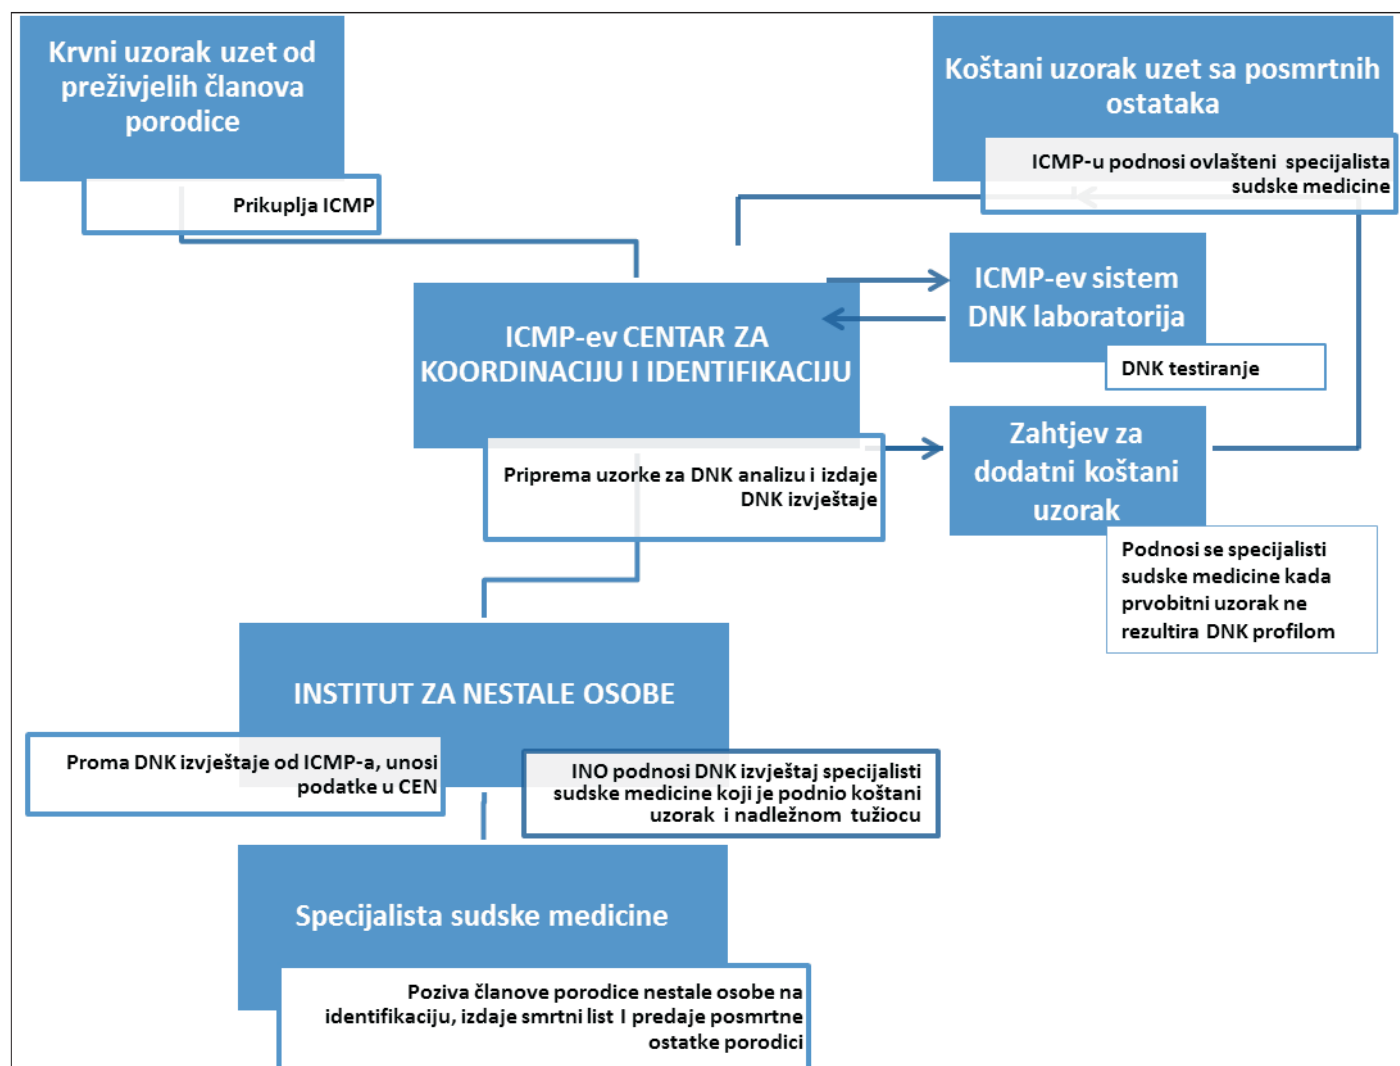 Krvni uzorak uzet od
preživjelih članova
porodice
Prikuplja ICMP
Koštani uzorak uzet sa posmrtnih
ostataka
ICMP-u podnosi ovlašteni specijalista
sudske medicine
ICMP-ev sistem
DNK laboratorija
DNK testiranje
ICMP-ev CENTAR ZA
KOORDINACIJU I IDENTIFIKACIJU
Priprema uzorke za DNK analizu i izdaje
DNK izvještaje
Zahtjev za
dodatni koštani
uzorak
Podnosi se specijalisti
sudske medicine kada
prvobitni uzorak ne
rezultira DNK profilom
INSTITUT ZA NESTALE OSOBE
Proma DNK izvještaje od ICMP-a, unosi
podatke u CEN
INO podnosi DNK izvještaj specijalisti
sudske medicine koji je podnio koštani
uzorak i nadležnom tužiocu
Specijalista sudske medicine
Poziva članove porodice nestale osobe na
identifikaciju, izdaje smrtni list I predaje posmrtne
ostatke porodici